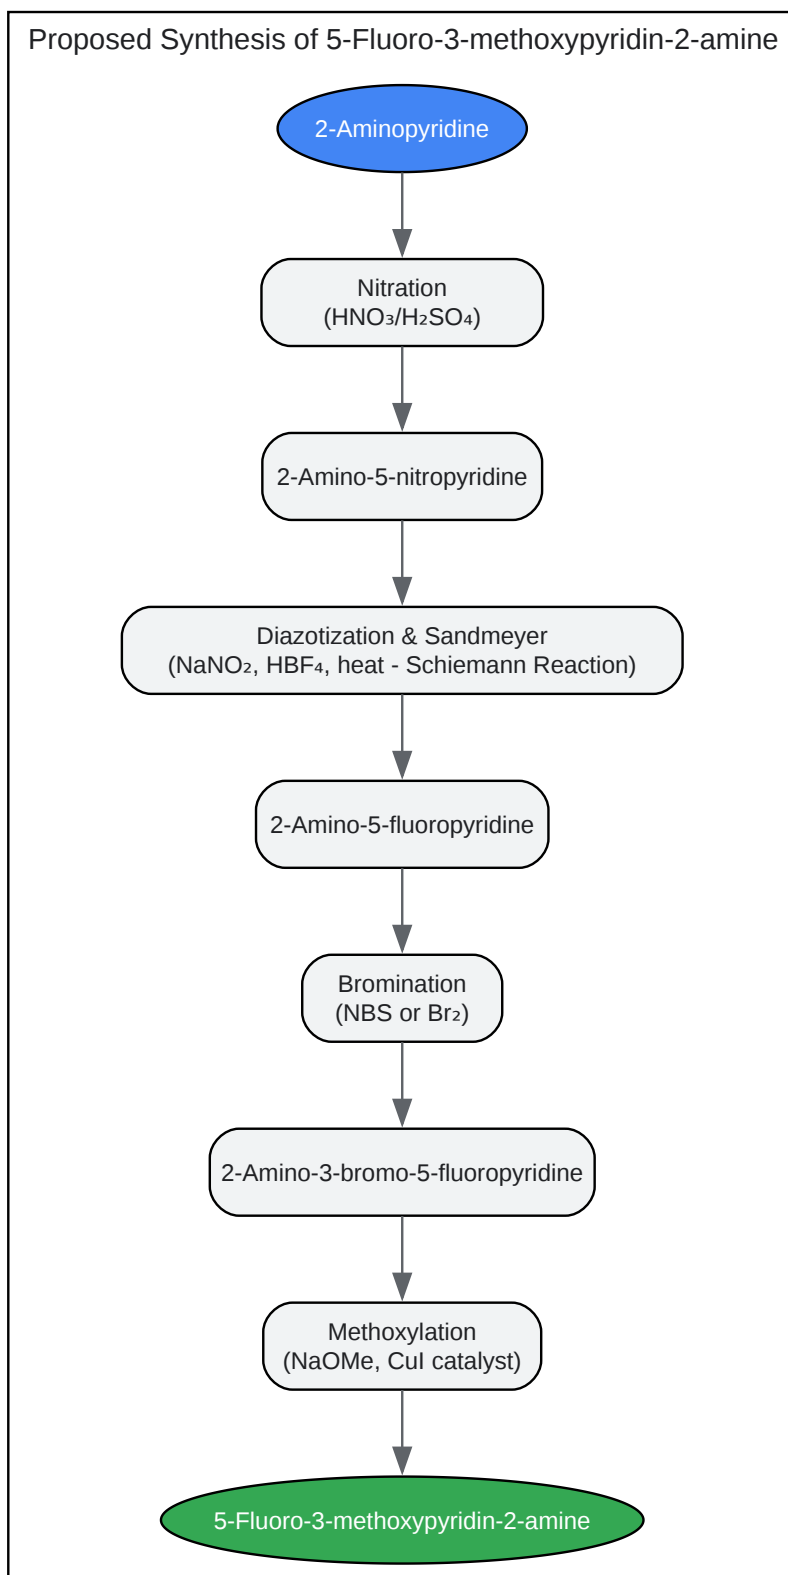 Proposed Synthesis of 5-Fluoro-3-methoxypyridin-2-amine
2-Aminopyridine
Nitration
(HNO₃/H₂SO₄)
2-Amino-5-nitropyridine
Diazotization & Sandmeyer
(NaNO₂, HBF₄, heat - Schiemann Reaction)
2-Amino-5-fluoropyridine
Bromination
(NBS or Br₂)
2-Amino-3-bromo-5-fluoropyridine
Methoxylation
(NaOMe, CuI catalyst)
5-Fluoro-3-methoxypyridin-2-amine